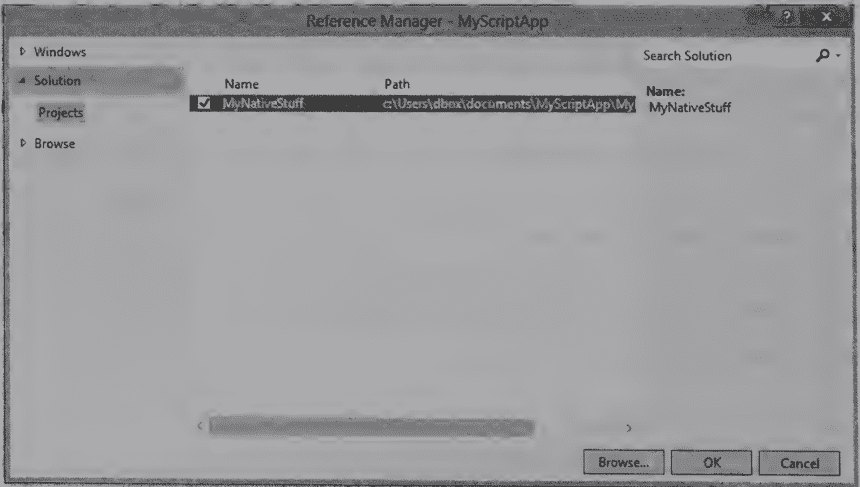 Reference Manager - MyScriptApp
? X
Windows
Search Solution
Solution
Name Path
Name:
MyNativeStuff c:\Users\dbox\documents\MyScriptApp\My
MyNativeStuff
Projects
Browse
Browse... OK Cancel